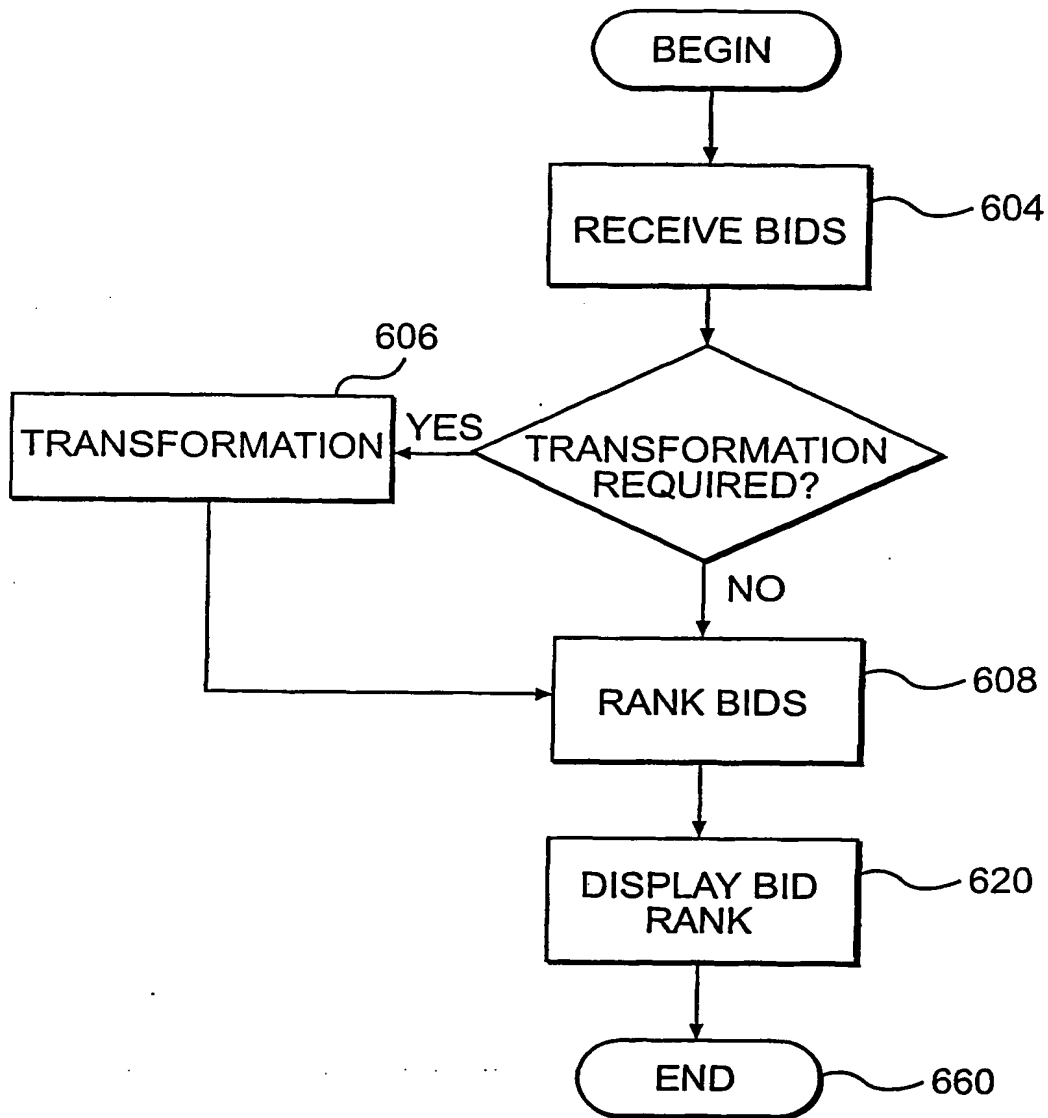 BEGIN
RECEIVE BIDS
604
606
TRANSFORMATION
YES
TRANSFORMATION
REQUIRED?
NO
RANK BIDS
608
DISPLAY BID
RANK
620
END
660